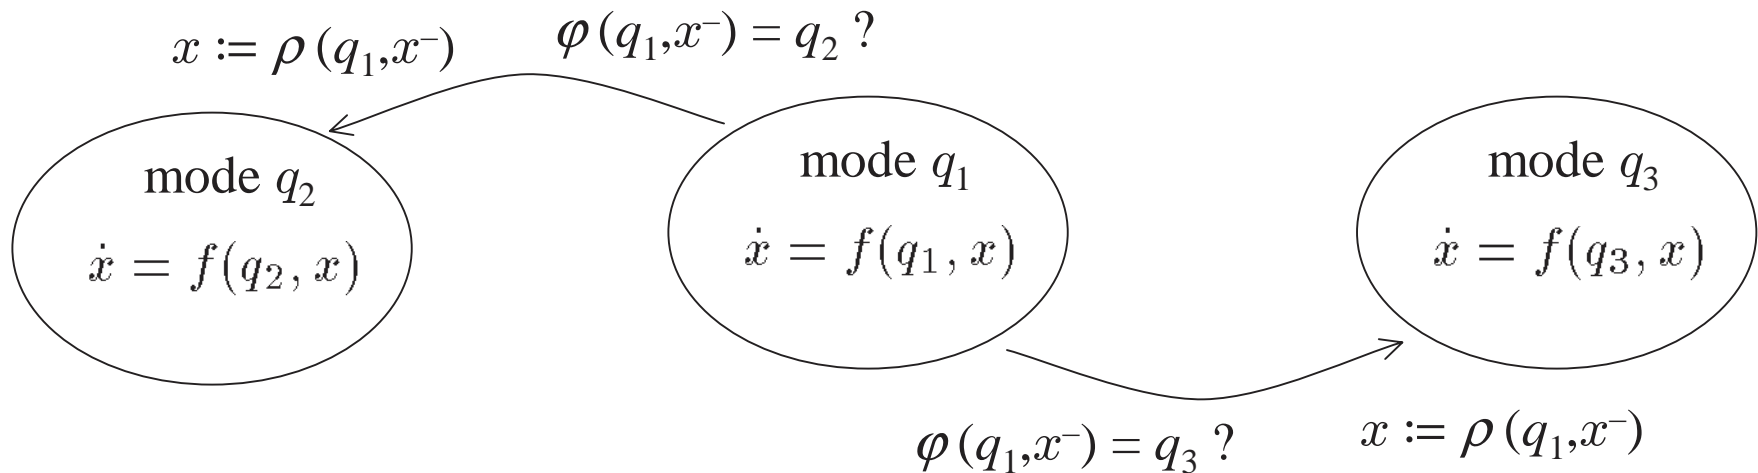 x := ρ (q₁,x⁻)
φ (q₁,x⁻) = q₂ ?
mode q₂
ẋ = f(q₂, x)
mode q₁
ẋ = f(q₁, x)
mode q₃
ẋ = f(q₃, x)
φ (q₁,x⁻) = q₃ ?
x := ρ (q₁,x⁻)